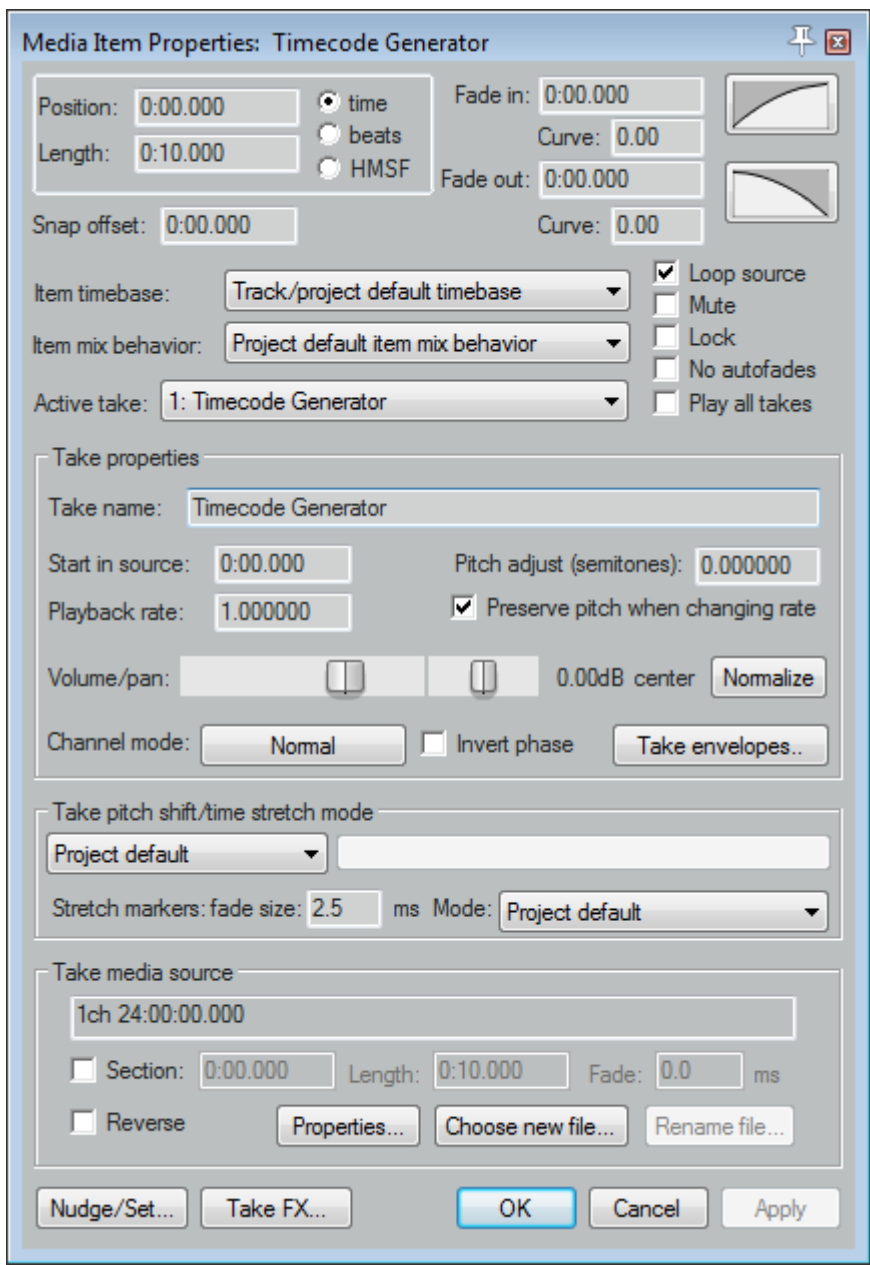 Media Item Properties: Timecode Generator
Position: 0:00.000 time Fade in: 0:00.000
beats Curve: 0.00
Length: 0:10.000 HMSF Fade out: 0:00.000
Snap offset: 0:00.000 Curve: 0.00
Item timebase: Track/project default timebase Loop source
Mute
Item mix behavior: Project default item mix behavior Lock
No autofades
Active take: 1: Timecode Generator Play all takes
Take properties
Take name: Timecode Generator
Start in source: 0:00.000 Pitch adjust (semitones): 0.000000
Playback rate: 1.000000 Preserve pitch when changing rate
Volume/pan: 0.00dB center Normalize
Channel mode: Normal Invert phase Take envelopes..
Take pitch shift/time stretch mode
Project default
Stretch markers: fade size: 2.5 ms Mode: Project default
Take media source
1ch 24:00:00.000
Section: 0:00.000 Length: 0:10.000 Fade: 0.0 ms
Reverse Properties... Choose new file... Rename file...
Nudge/Set... Take FX... OK Cancel Apply